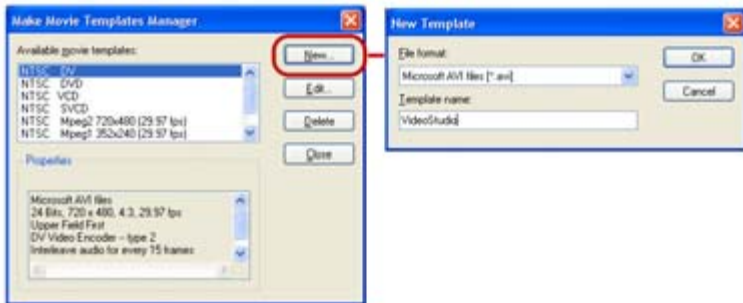 Make Movie Templates Manager
Available movie templates:
NTSC DV
NTSC DVD
NTSC VCD
NTSC SVCD
NTSC Mpeg2 720x480 (29.97 fps)
NTSC Mpeg1 352x240 (29.97 fps)
New...
Edit...
Delete
Close
Properties
Microsoft AVI files
24 Bits, 720 x 480, 4:3, 29.97 fps
Upper Field First
DV Video Encoder -- type 2
Interleave audio for every 15 frames
New Template
File format:
Microsoft AVI files [*.avi]
Template name:
VideoStudio
OK
Cancel